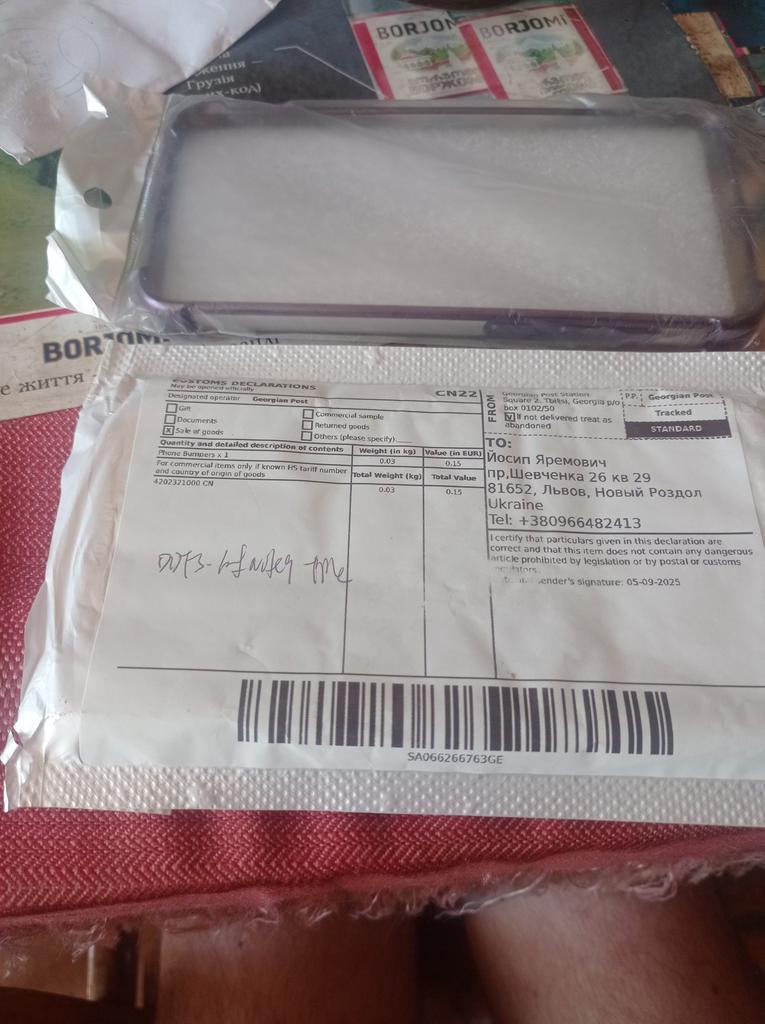 BORJOMI
BORJOMI
ження
Грузія
BORJOMI
е життя
CUSTOMS DECLARATIONS
May be opened officially
CN22
Designated operator Georgian Post
Gift
Documents
Sale of goods
Commercial sample
Returned goods
Others (please specify)
Quantity and detailed description of contents
Weight (in kg)
Value (in EUR)
Phone Bumpers x 1
0.03
0.15
For commercial items only if known HS tariff number
and country of origin of goods
Total Weight (kg)
Total Value
4202321000 CN
0.03
0.15
FROM
Georgian Post Station
Square 2. Tbilisi, Georgia p/o
box 0102/50
If not delivered treat as
abandoned
P.P. Georgian Post
Tracked
STANDARD
TO:
Йосип Яремович
пр,Шевченка 26 кв 29
81652, Львов, Новый Роздол
Ukraine
Tel: +380966482413
I certify that particulars given in this declaration are
correct and that this item does not contain any dangerous
article prohibited by legislation or by postal or customs
sender's signature: 05-09-2025
SA066266763GE